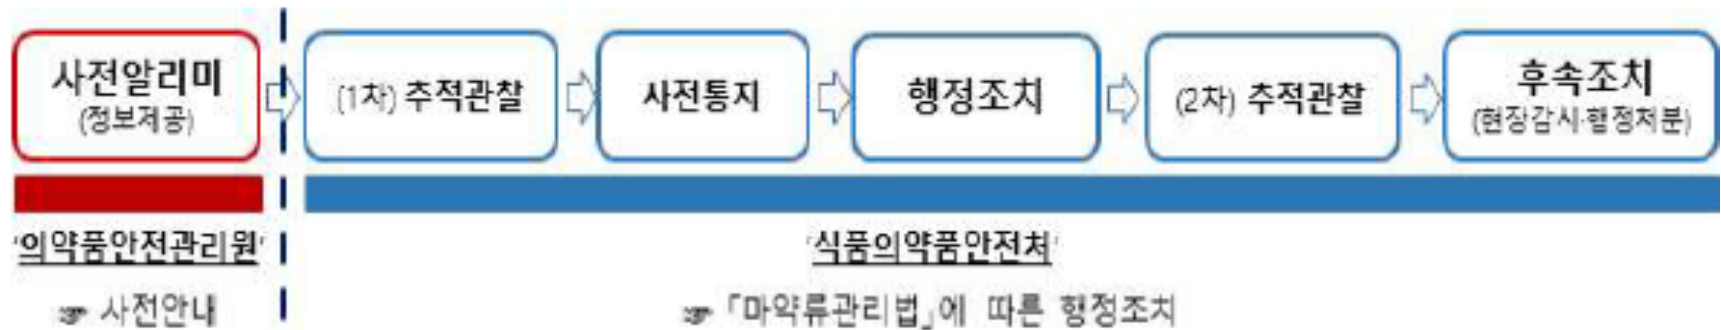 사전알리미
(정보제공)
(1차) 추적관찰
사전통지
행정조치
(2차) 추적관찰
후속조치
(현장감시·행정처분)
'의약품안전관리원'
☞ 사전안내
'식품의약품안전처'
☞ 「마약류관리법」에 따른 행정조치